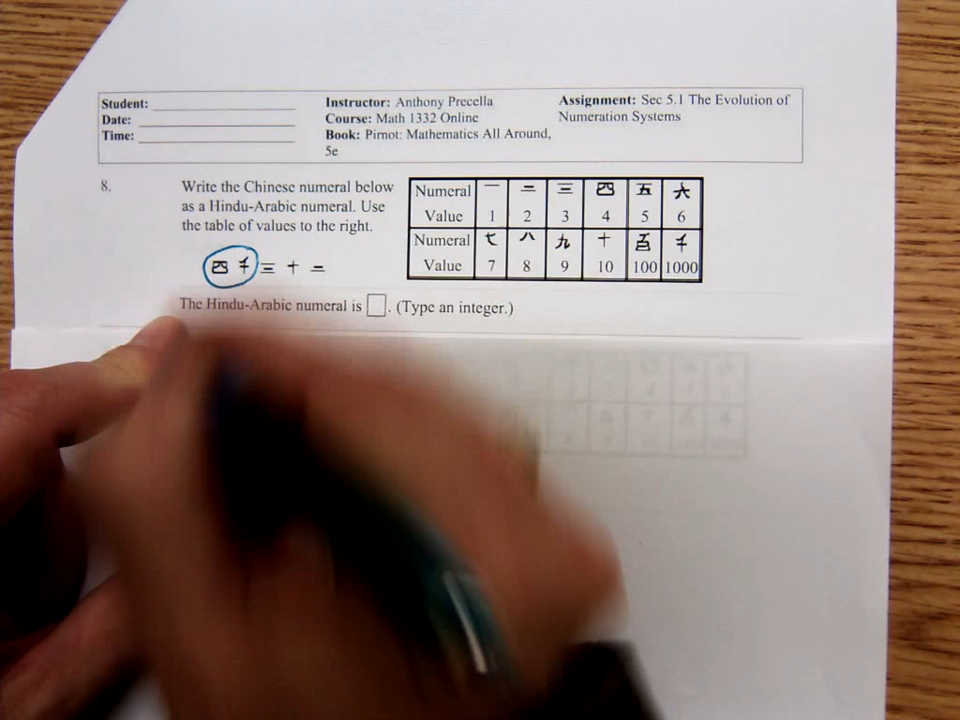 Student:
Date:
Time:
Instructor: Anthony Precella
Course: Math 1332 Online
Book: Pirnot: Mathematics All Around,
5e
Assignment: Sec 5.1 The Evolution of
Numeration Systems
8.
Write the Chinese numeral below
as a Hindu-Arabic numeral. Use
the table of values to the right.
四 千 三 十 二
Numeral 一 二 三 四 五 六
Value 1 2 3 4 5 6
Numeral 七 八 九 十 百 千
Value 7 8 9 10 100 1000
The Hindu-Arabic numeral is . (Type an integer.)